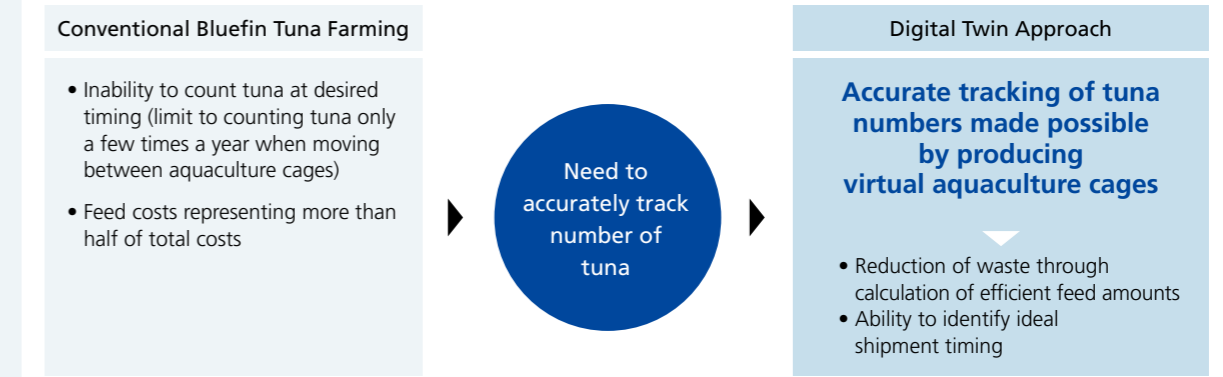 Conventional Bluefin Tuna Farming
• Inability to count tuna at desired
timing (limit to counting tuna only
a few times a year when moving
between aquaculture cages)
• Feed costs representing more than
half of total costs
Need to
accurately track
number of
tuna
Digital Twin Approach
Accurate tracking of tuna
numbers made possible
by producing
virtual aquaculture cages
• Reduction of waste through
calculation of efficient feed amounts
• Ability to identify ideal
shipment timing